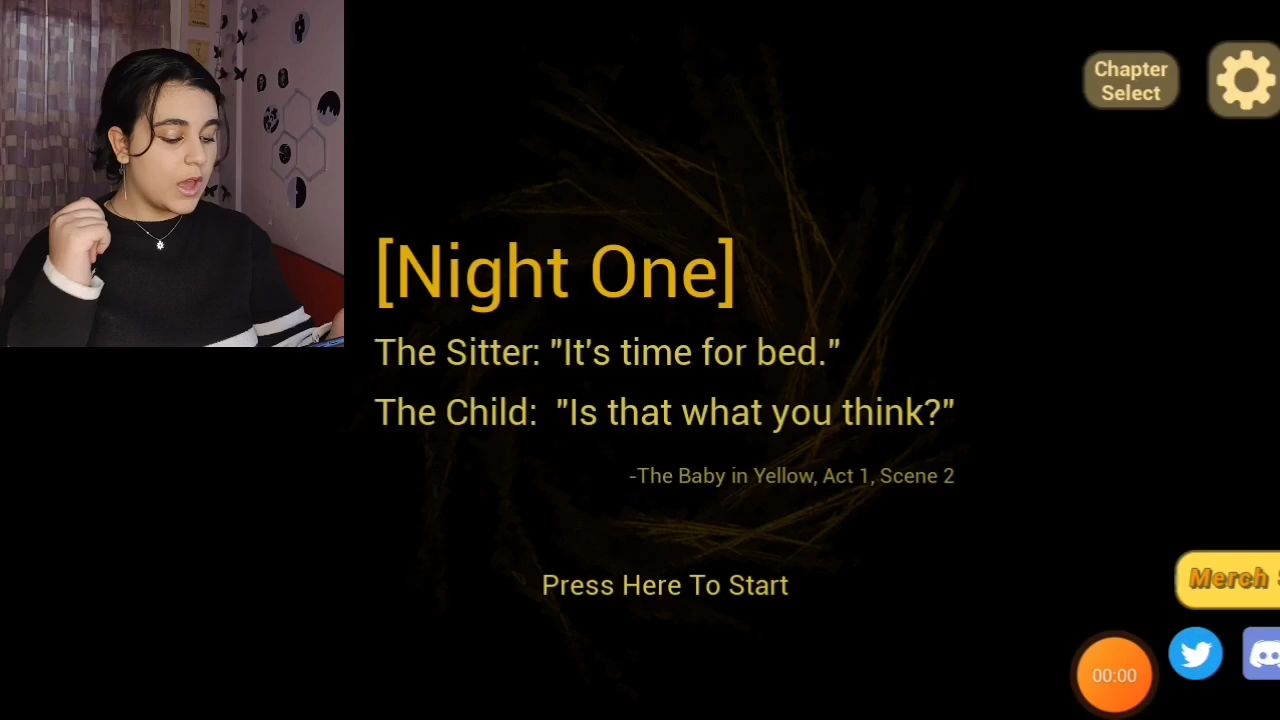 Chapter
Select
[Night One]
The Sitter: "It's time for bed."
The Child:  "Is that what you think?"
-The Baby in Yellow, Act 1, Scene 2
Press Here To Start
Merch
00:00